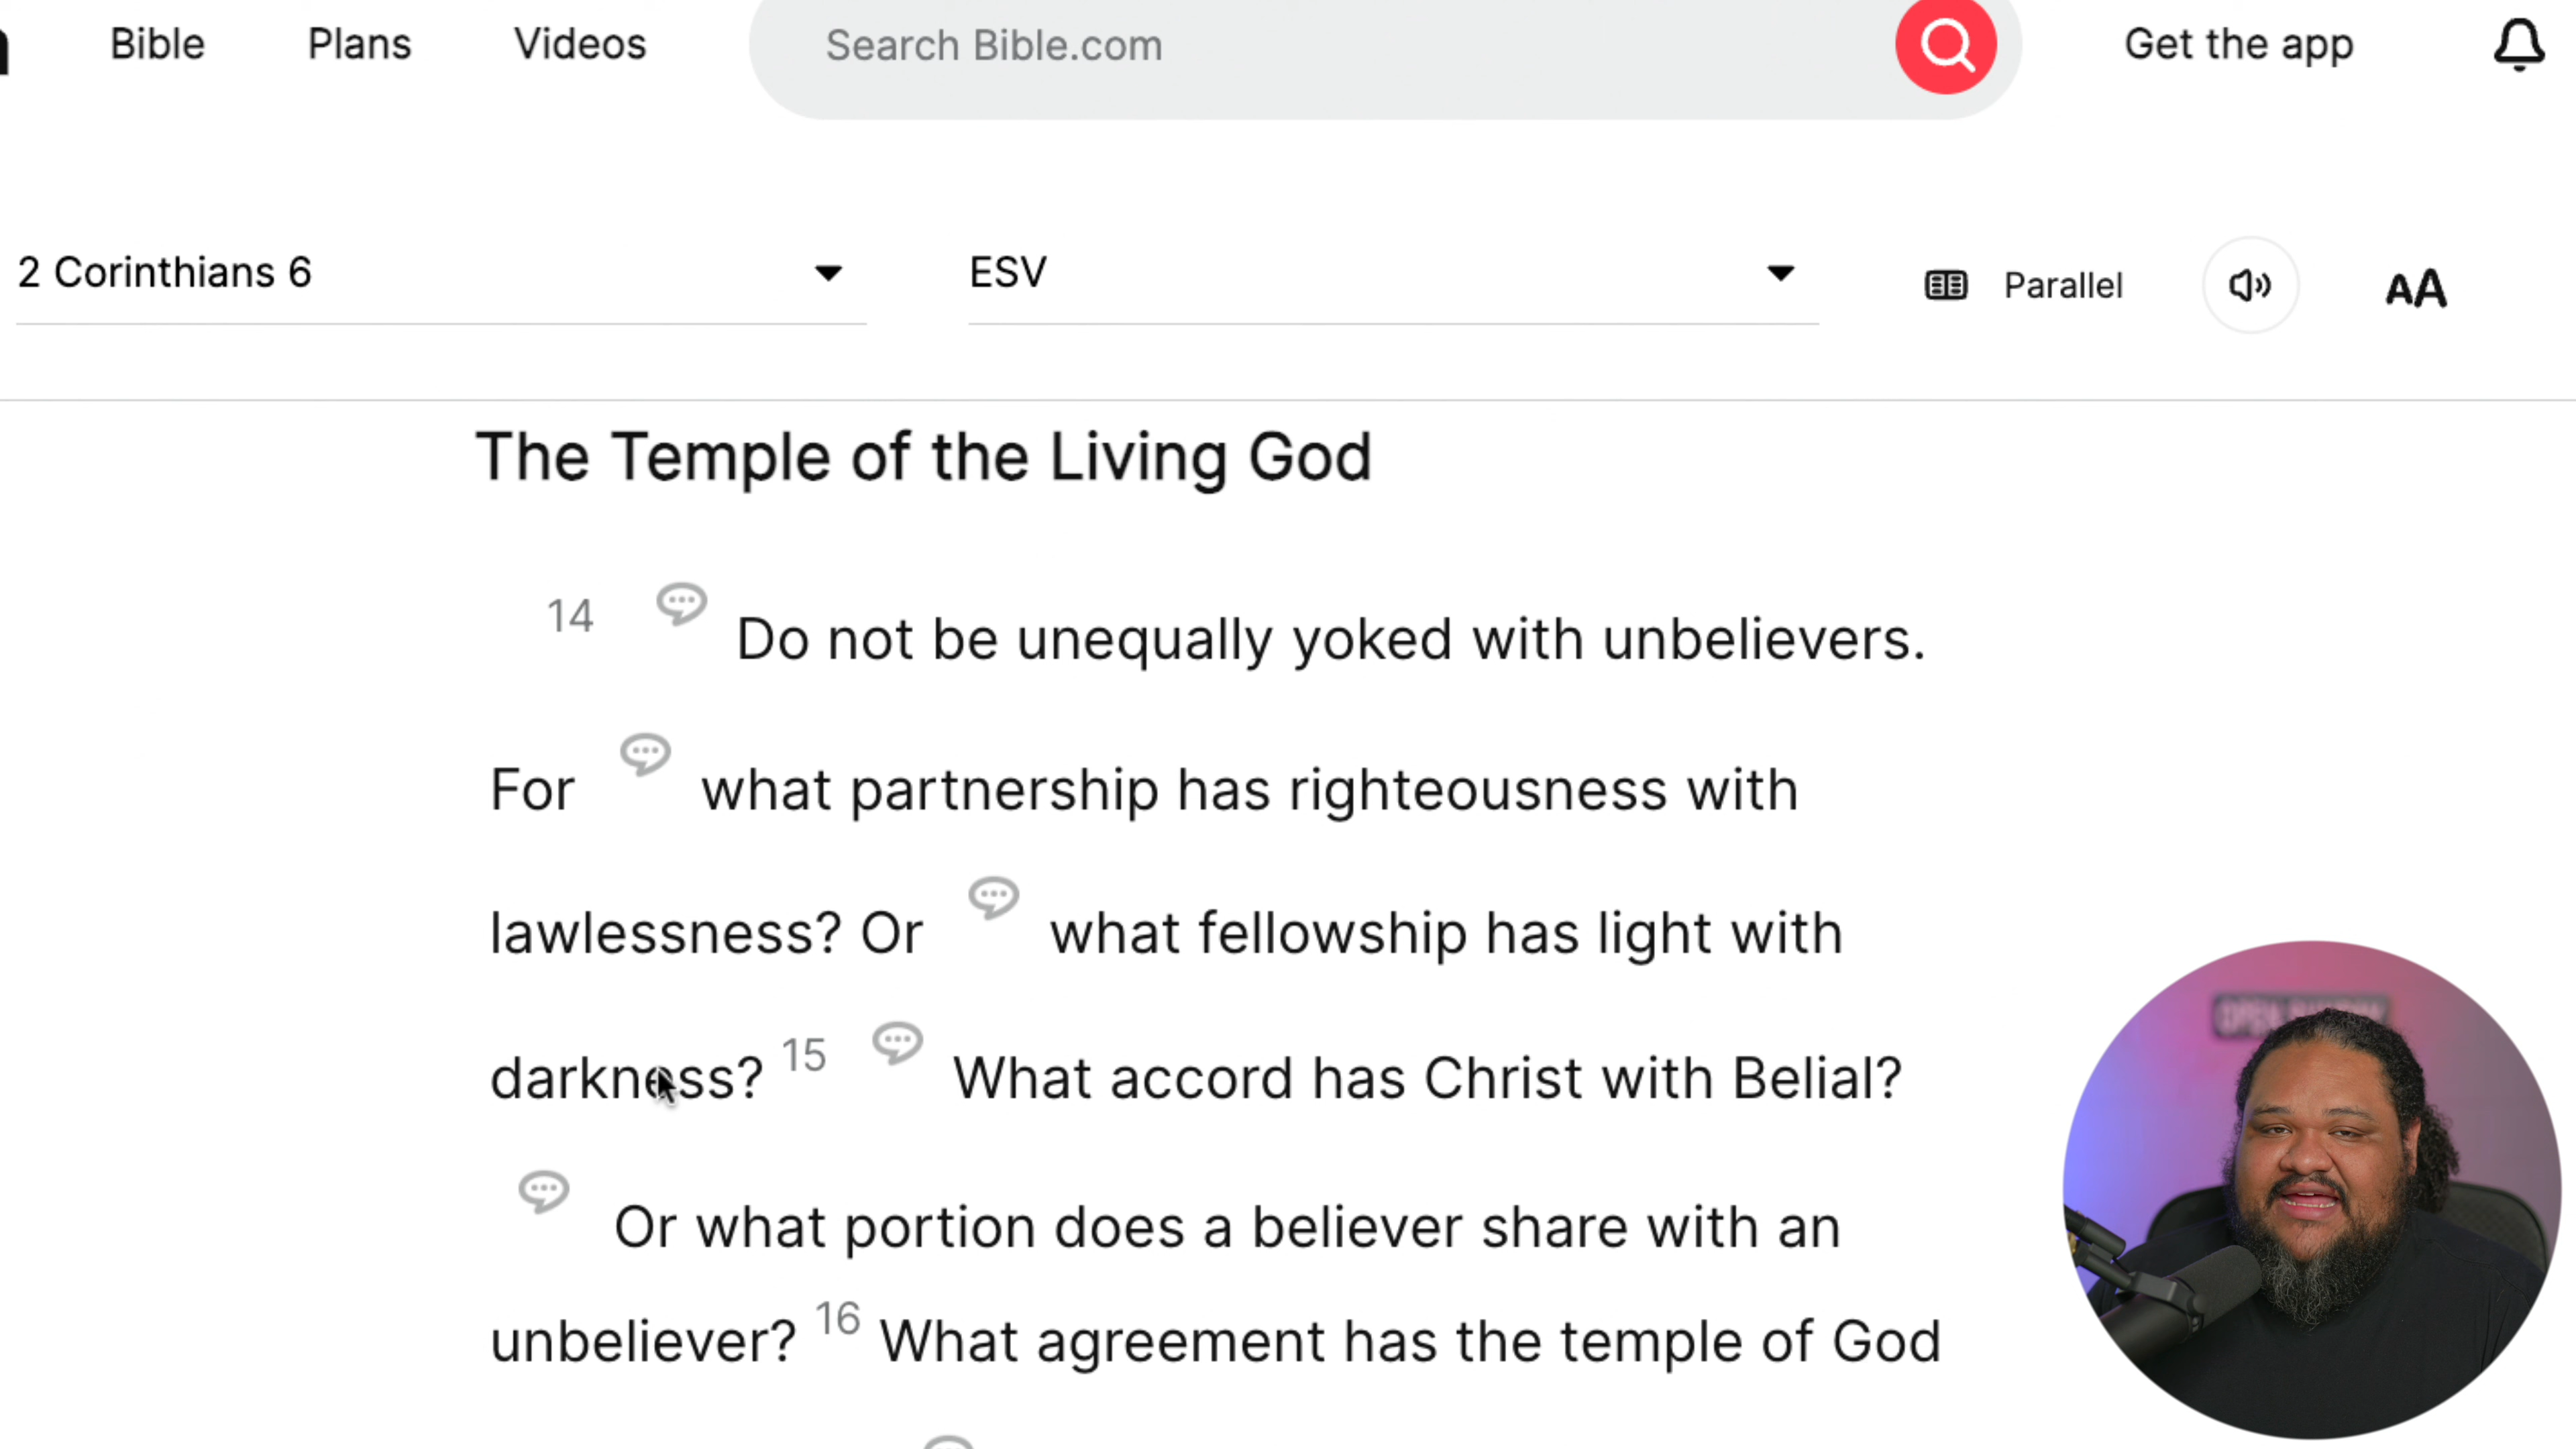 Bible Plans Videos Search Bible.com Get the app
2 Corinthians 6 ESV Parallel AA
The Temple of the Living God
14 Do not be unequally yoked with unbelievers.
For what partnership has righteousness with
lawlessness? Or what fellowship has light with
darkness? 15 What accord has Christ with Belial?
Or what portion does a believer share with an
unbeliever? 16 What agreement has the temple of God